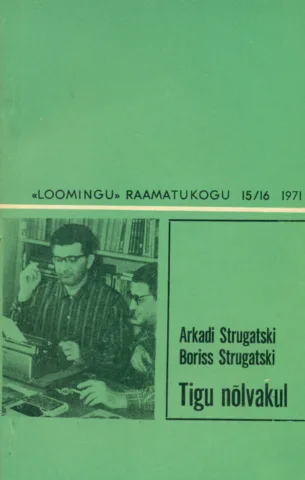 «LOOMINGU» RAAMATUKOGU 15/16 1971
Arkadi Strugatski
Boriss Strugatski
Tigu nõlvakul